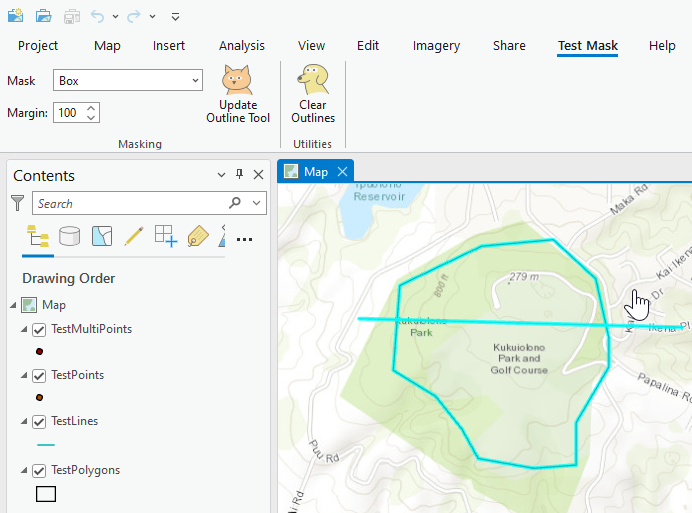 Project Map Insert Analysis View Edit Imagery Share Test Mask Help
Mask Box
Margin: 100
Update
Outline Tool
Clear
Outlines
Masking
Utilities
Contents
Search
Drawing Order
Map
TestMultiPoints
TestPoints
TestLines
TestPolygons
Map
Reservoir
Maka Rd
800 ft
279 m
Kai Ikena
Dr
Ikena Pl
Kukuiolono
Park
Kukuiolono
Park and
Golf Course
Papalina Rd
Puu Rd
Rd